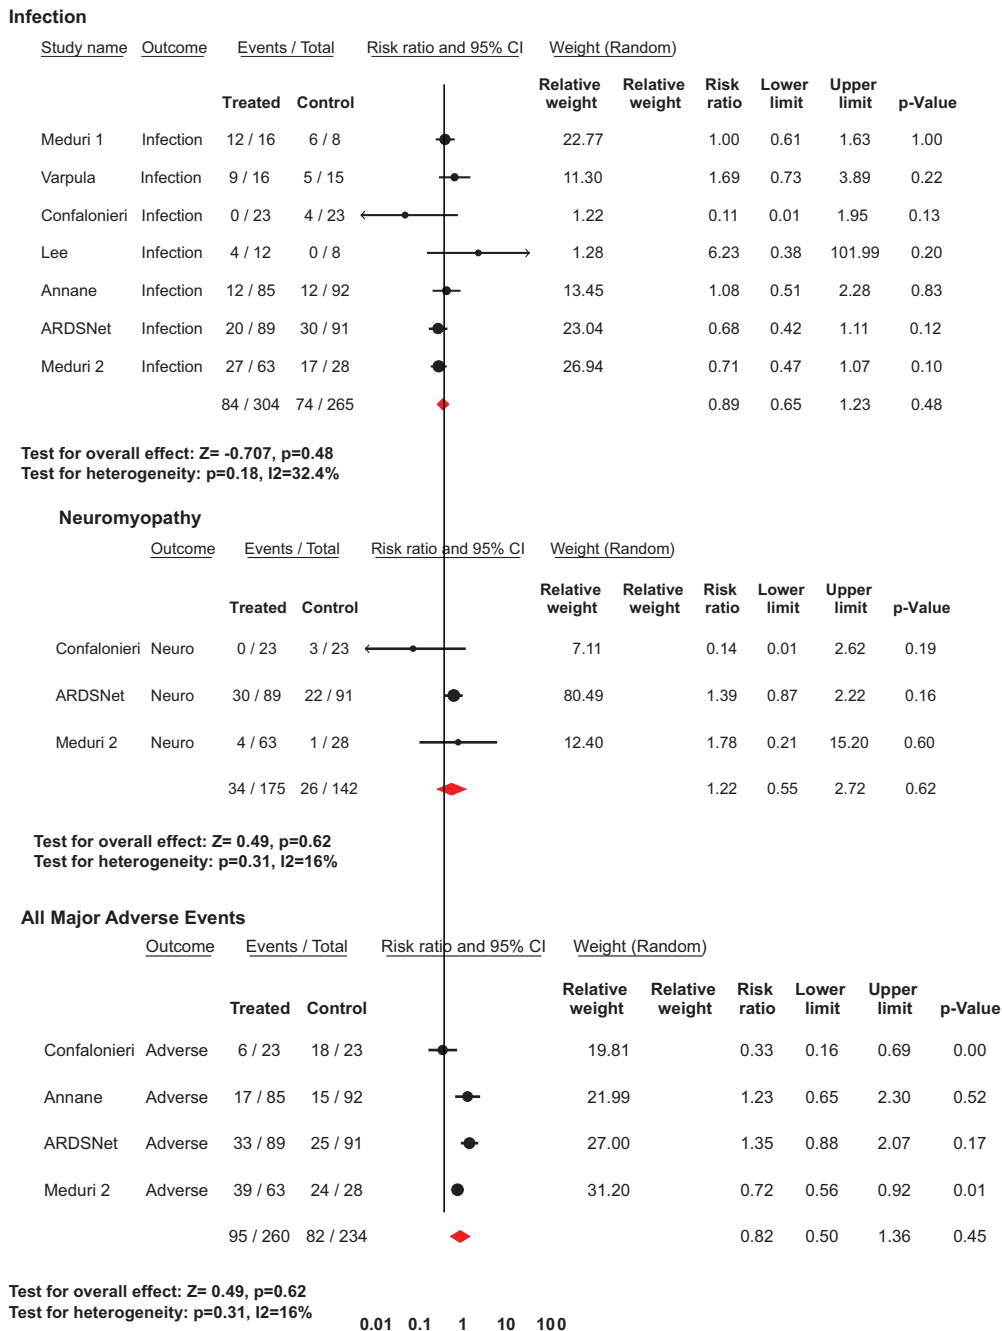 Infection
Study name Outcome Events / Total Risk ratio and 95% CI Weight (Random)
Relative weight Relative weight Risk ratio Lower limit Upper limit p-Value
Treated Control
Meduri 1 Infection 12 / 16 6 / 8 22.77 1.00 0.61 1.63 1.00
Varpula Infection 9 / 16 5 / 15 11.30 1.69 0.73 3.89 0.22
Confalonieri Infection 0 / 23 4 / 23 1.22 0.11 0.01 1.95 0.13
Lee Infection 4 / 12 0 / 8 1.28 6.23 0.38 101.99 0.20
Annane Infection 12 / 85 12 / 92 13.45 1.08 0.51 2.28 0.83
ARDSNet Infection 20 / 89 30 / 91 23.04 0.68 0.42 1.11 0.12
Meduri 2 Infection 27 / 63 17 / 28 26.94 0.71 0.47 1.07 0.10
84 / 304 74 / 265 0.89 0.65 1.23 0.48
Test for overall effect: Z= -0.707, p=0.48
Test for heterogeneity: p=0.18, I2=32.4%
Neuromyopathy
Outcome Events / Total Risk ratio and 95% CI Weight (Random)
Relative weight Relative weight Risk ratio Lower limit Upper limit p-Value
Treated Control
Confalonieri Neuro 0 / 23 3 / 23 7.11 0.14 0.01 2.62 0.19
ARDSNet Neuro 30 / 89 22 / 91 80.49 1.39 0.87 2.22 0.16
Meduri 2 Neuro 4 / 63 1 / 28 12.40 1.78 0.21 15.20 0.60
34 / 175 26 / 142 1.22 0.55 2.72 0.62
Test for overall effect: Z= 0.49, p=0.62
Test for heterogeneity: p=0.31, I2=16%
All Major Adverse Events
Outcome Events / Total Risk ratio and 95% CI Weight (Random)
Relative weight Relative weight Risk ratio Lower limit Upper limit p-Value
Treated Control
Confalonieri Adverse 6 / 23 18 / 23 19.81 0.33 0.16 0.69 0.00
Annane Adverse 17 / 85 15 / 92 21.99 1.23 0.65 2.30 0.52
ARDSNet Adverse 33 / 89 25 / 91 27.00 1.35 0.88 2.07 0.17
Meduri 2 Adverse 39 / 63 24 / 28 31.20 0.72 0.56 0.92 0.01
95 / 260 82 / 234 0.82 0.50 1.36 0.45
Test for overall effect: Z= 0.49, p=0.62
Test for heterogeneity: p=0.31, I2=16%
0.01 0.1 1 10 100